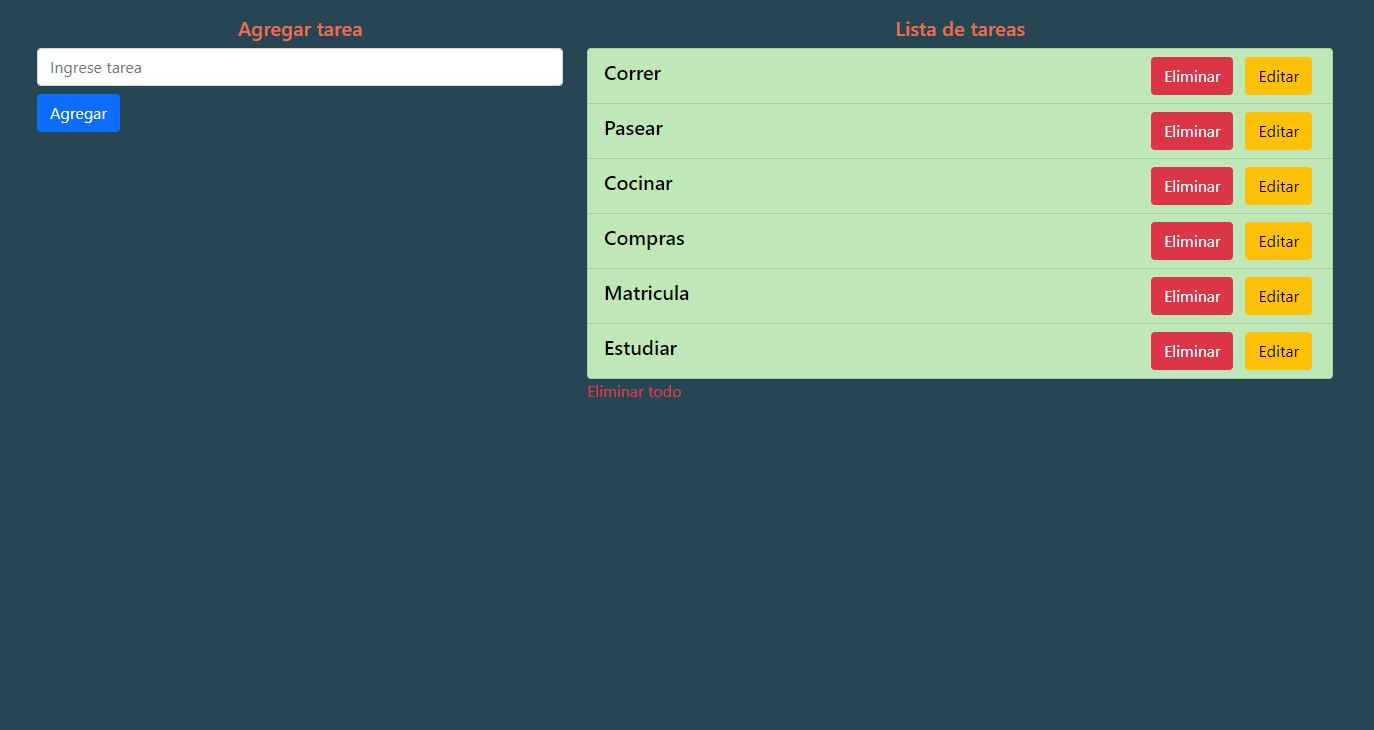 Agregar tarea
Ingrese tarea
Agregar
Lista de tareas
Correr Eliminar Editar
Pasear Eliminar Editar
Cocinar Eliminar Editar
Compras Eliminar Editar
Matricula Eliminar Editar
Estudiar Eliminar Editar
Eliminar todo